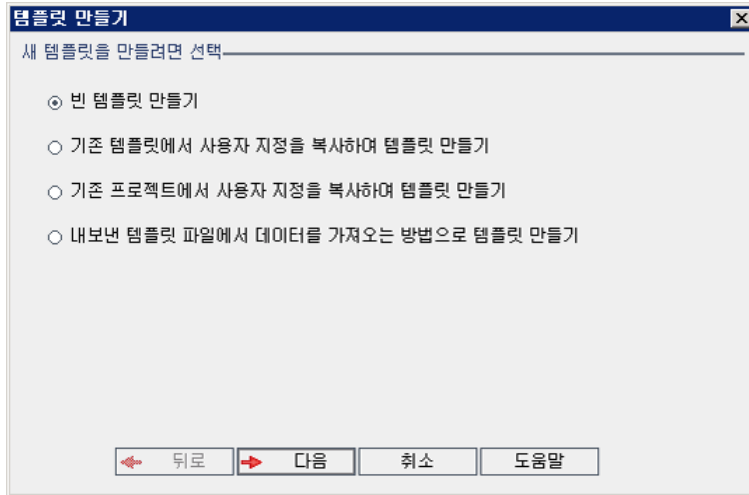 템플릿 만들기
새 템플릿을 만들려면 선택
빈 템플릿 만들기
기존 템플릿에서 사용자 지정을 복사하여 템플릿 만들기
기존 프로젝트에서 사용자 지정을 복사하며 템플릿 만들기
내보낸 템플릿 파일에서 데이터를 가져오는 방법으로 템플릿 만들기
뒤로 다음 취소 도움말